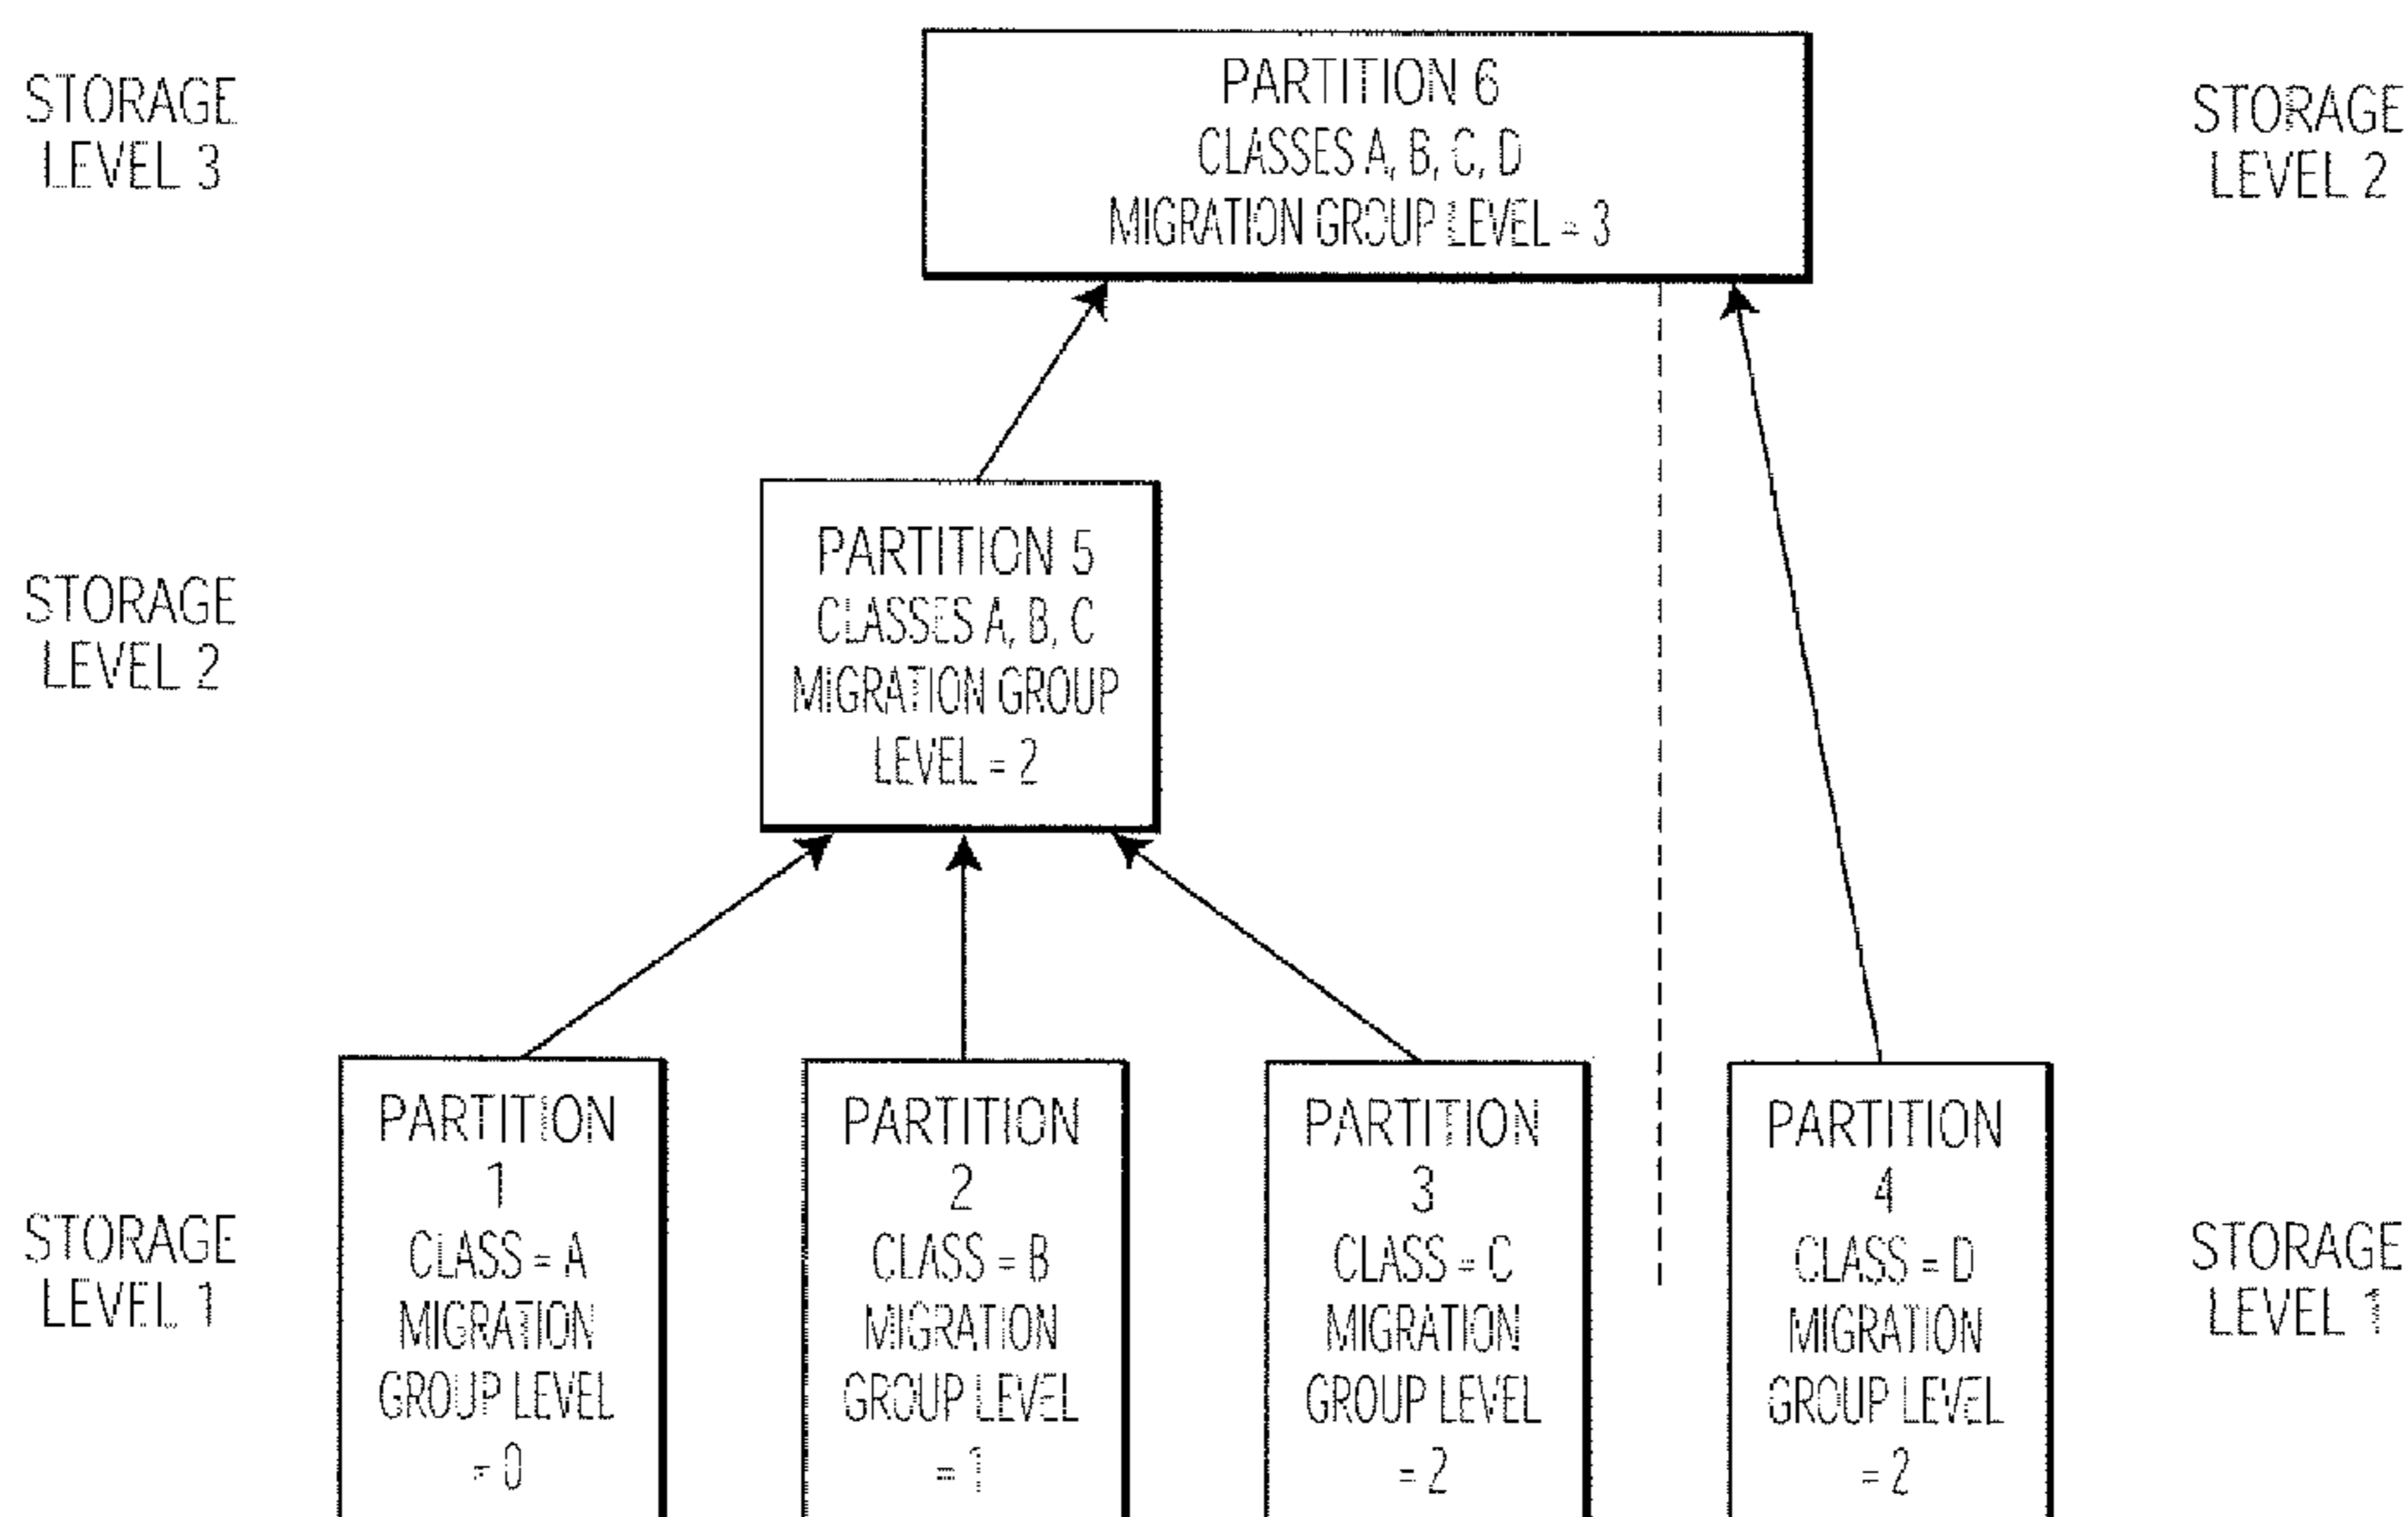 STORAGE
LEVEL 3
PARTITION 6
CLASSES A, B, C, D
MIGRATION GROUP LEVEL = 3
STORAGE
LEVEL 2
STORAGE
LEVEL 2
PARTITION 5
CLASSES A, B, C
MIGRATION GROUP
LEVEL = 2
STORAGE
LEVEL 1
PARTITION
1
CLASS = A
MIGRATION
GROUP LEVEL
= 0
PARTITION
2
CLASS = B
MIGRATION
GROUP LEVEL
= 1
PARTITION
3
CLASS = C
MIGRATION
GROUP LEVEL
= 2
PARTITION
4
CLASS = D
MIGRATION
GROUP LEVEL
= 2
STORAGE
LEVEL 1